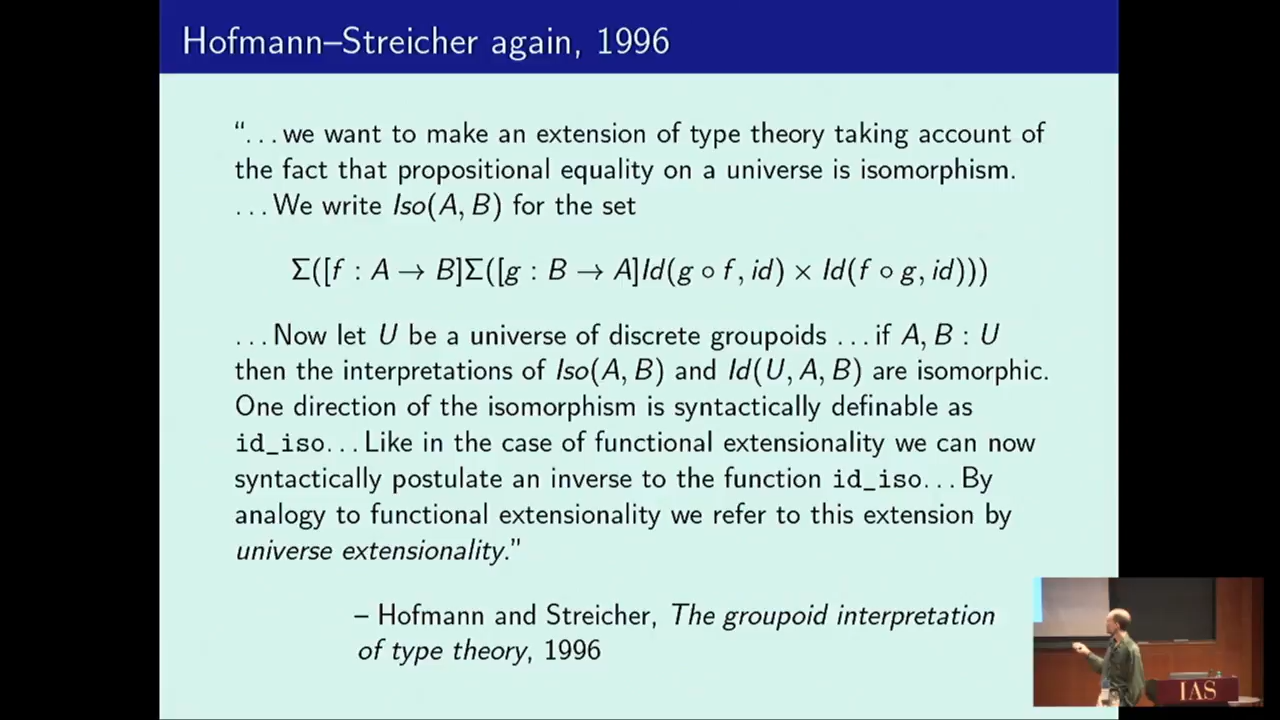 Hofmann–Streicher again, 1996
“. . . we want to make an extension of type theory taking account of
the fact that propositional equality on a universe is isomorphism.
. . . We write Iso(A, B) for the set
Σ([f : A → B]Σ([g : B → A]Id(g ∘ f, id) × Id(f ∘ g, id)))
. . . Now let U be a universe of discrete groupoids . . . if A, B : U
then the interpretations of Iso(A, B) and Id(U, A, B) are isomorphic.
One direction of the isomorphism is syntactically definable as
id_iso. . . Like in the case of functional extensionality we can now
syntactically postulate an inverse to the function id_iso. . . By
analogy to functional extensionality we refer to this extension by
universe extensionality.”
– Hofmann and Streicher, The groupoid interpretation
of type theory, 1996
IAS